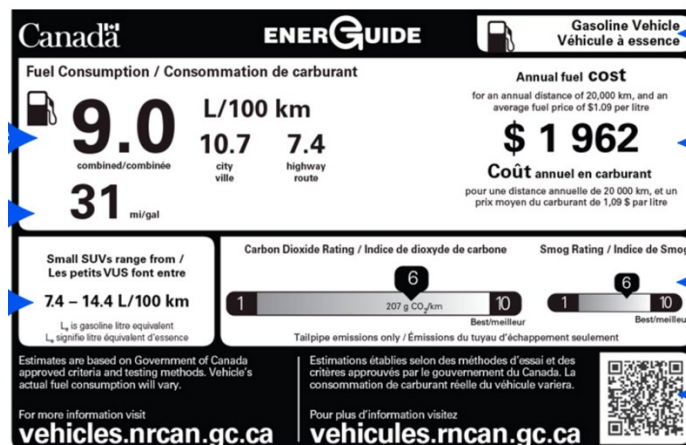 Canada
ENERGUIDE
Gasoline Vehicle
Véhicule à essence
Fuel Consumption / Consommation de carburant
9.0
combined/combinée
31 mi/gal
L/100 km
10.7 7.4
city highway
ville route
Annual fuel cost
for an annual distance of 20,000 km, and an
average fuel price of $1.09 per litre
$ 1 962
Coût annuel en carburant
pour une distance annuelle de 20 000 km, et un
prix moyen du carburant de 1,09 $ par litre
Small SUVs range from /
Les petits VUS font entre
7.4 – 14.4 L/100 km
Lₑ is gasoline litre equivalent
Lₑ signifie litre équivalent d'essence
Carbon Dioxide Rating / Indice de dioxyde de carbone
6
1 207 g CO₂/km 10
Best/meilleur
Smog Rating / Indice de Smog
6
1 10
Best/meilleur
Tailpipe emissions only / Émissions du tuyau d'échappement seulement
Estimates are based on Government of Canada
approved criteria and testing methods. Vehicle's
actual fuel consumption will vary.
For more information visit
vehicles.nrcan.gc.ca
Estimations établies selon des méthodes d'essai et des
critères approuvés par le gouvernement du Canada. La
consommation de carburant réelle du véhicule variera.
Pour plus d'information visitez
vehicules.rncan.gc.ca